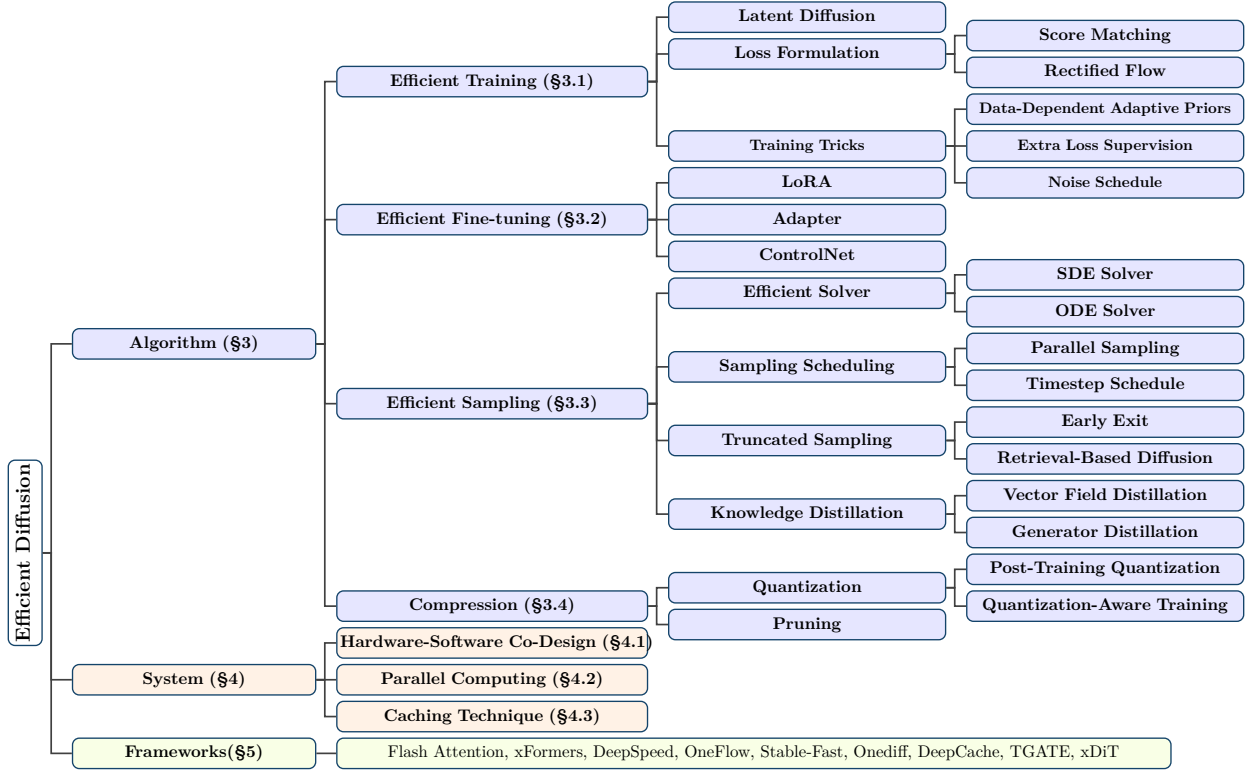 Efficient Diffusion
Algorithm (§3)
Efficient Training (§3.1)
Latent Diffusion
Loss Formulation
Score Matching
Rectified Flow
Training Tricks
Data-Dependent Adaptive Priors
Extra Loss Supervision
Noise Schedule
Efficient Fine-tuning (§3.2)
LoRA
Adapter
ControlNet
Efficient Sampling (§3.3)
Efficient Solver
SDE Solver
ODE Solver
Sampling Scheduling
Parallel Sampling
Timestep Schedule
Truncated Sampling
Early Exit
Retrieval-Based Diffusion
Knowledge Distillation
Vector Field Distillation
Generator Distillation
Compression (§3.4)
Quantization
Post-Training Quantization
Quantization-Aware Training
Pruning
System (§4)
Hardware-Software Co-Design (§4.1)
Parallel Computing (§4.2)
Caching Technique (§4.3)
Frameworks(§5)
Flash Attention, xFormers, DeepSpeed, OneFlow, Stable-Fast, Onediff, DeepCache, TGATE, xDiT